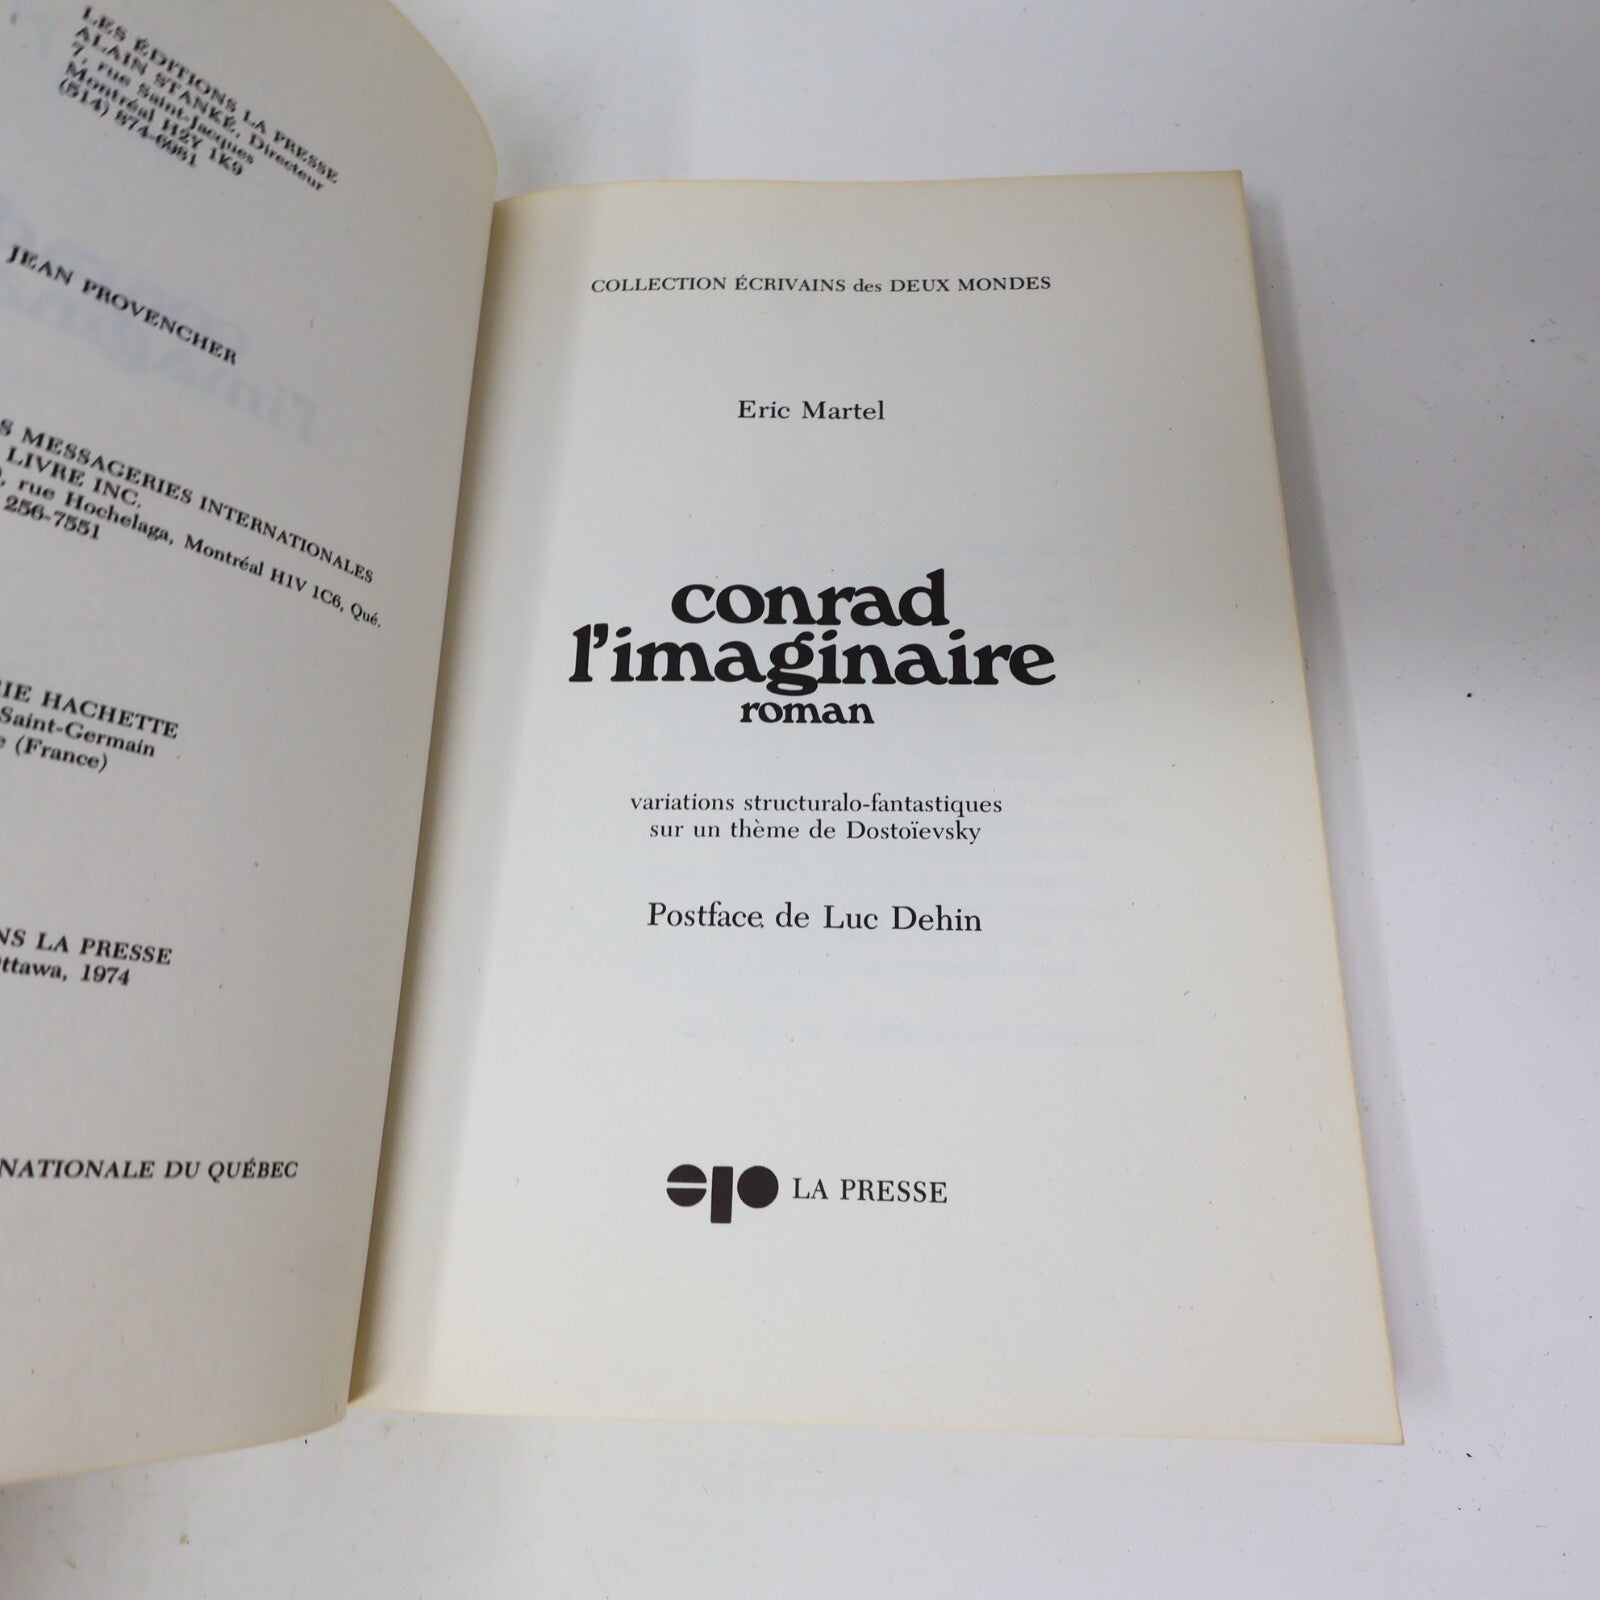 LES ÉDITIONS LA PRESSE
ALAIN STANKÉ, Directeur
7, rue Saint-Jacques
Montréal H2Y 1K9
(514) 874-6981
JEAN PROVENCHER
S MESSAGERIES INTERNATIONALES
LIVRE INC.
, rue Hochelaga, Montréal H1V 1C6, Qué.
256-7551
IE HACHETTE
Saint-Germain
(France)
NS LA PRESSE
ttawa, 1974
NATIONALE DU QUÉBEC
COLLECTION ÉCRIVAINS des DEUX MONDES
Eric Martel
conrad
l'imaginaire
roman
variations structuralo-fantastiques
sur un thème de Dostoïevsky
Postface de Luc Dehin
LA PRESSE